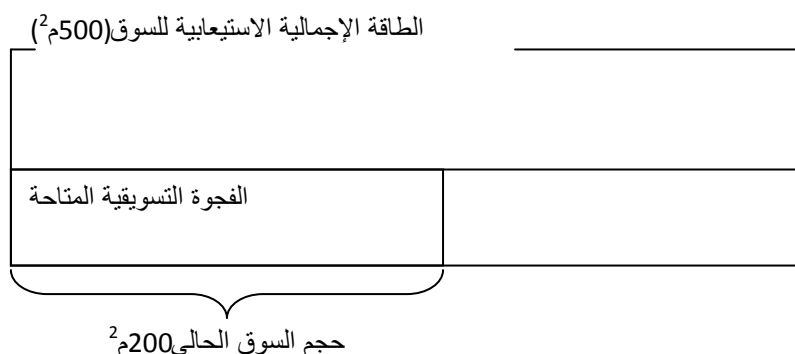 الطاقة الإجمالية الاستيعابية للسوق(500م²)
الفجوة التسويقية المتاحة
حجم السوق الحالي200م²